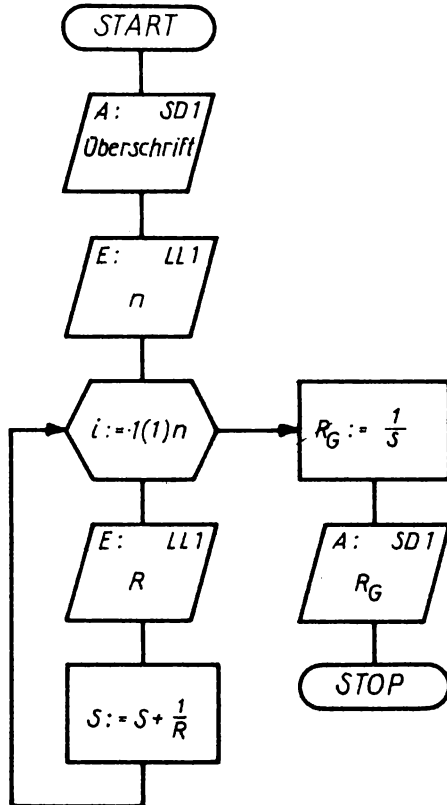 START
A: SD1
Überschrift
E: LL1
n
i:=1(1)n
E: LL1
R
S:= S + 1/R
R_G := 1/S
A: SD1
R_G
STOP